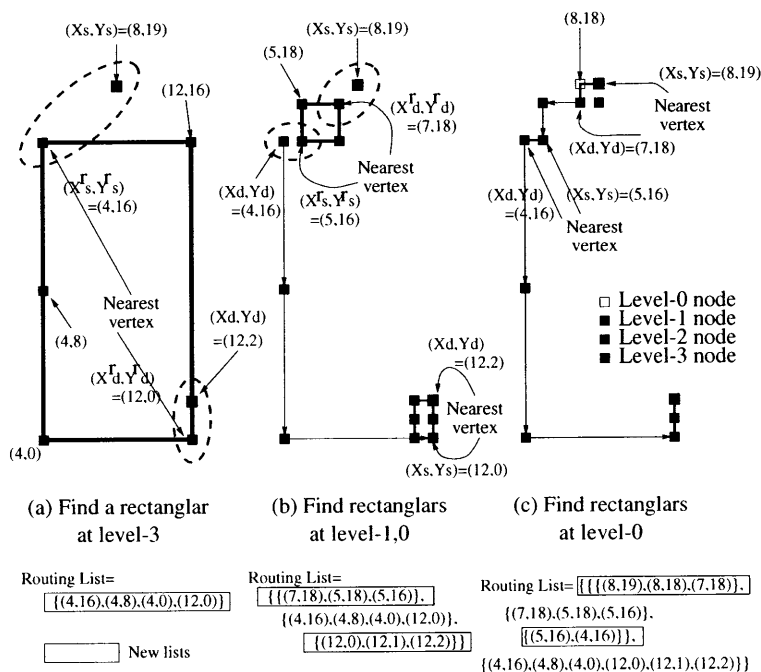 (Xs,Ys)=(8,19)
(12,16)
(Xʳs,Yʳs)
=(4,16)
Nearest
vertex
(4,8)
(Xd,Yd)
=(12,2)
(Xʳd,Yʳd)
=(12,0)
(4,0)
(Xs,Ys)=(8,19)
(5,18)
(Xʳd,Yʳd)
=(7,18)
Nearest
vertex
(Xd,Yd)
=(4,16)
(Xʳs,Yʳs)
=(5,16)
(Xd,Yd)
=(12,2)
Nearest
vertex
(Xs,Ys)=(12,0)
(8,18)
(Xs,Ys)=(8,19)
Nearest
vertex
(Xd,Yd)=(7,18)
(Xd,Yd)
=(4,16)
(Xs,Ys)=(5,16)
Nearest
vertex
Level-0 node
Level-1 node
Level-2 node
Level-3 node
(a) Find a rectanglar
at level-3
(b) Find rectanglars
at level-1,0
(c) Find rectanglars
at level-0
Routing List=
{(4,16),(4,8),(4,0),(12,0)}
New lists
Routing List=
{{(7,18),(5,18),(5,16)},
{(4,16),(4,8),(4,0),(12,0)},
{(12,0),(12,1),(12,2)}}
Routing List= {{{(8,19),(8,18),(7,18)},
{(7,18),(5,18),(5,16)},
{(5,16),(4,16)}},
{(4,16),(4,8),(4,0),(12,0),(12,1),(12,2)}}